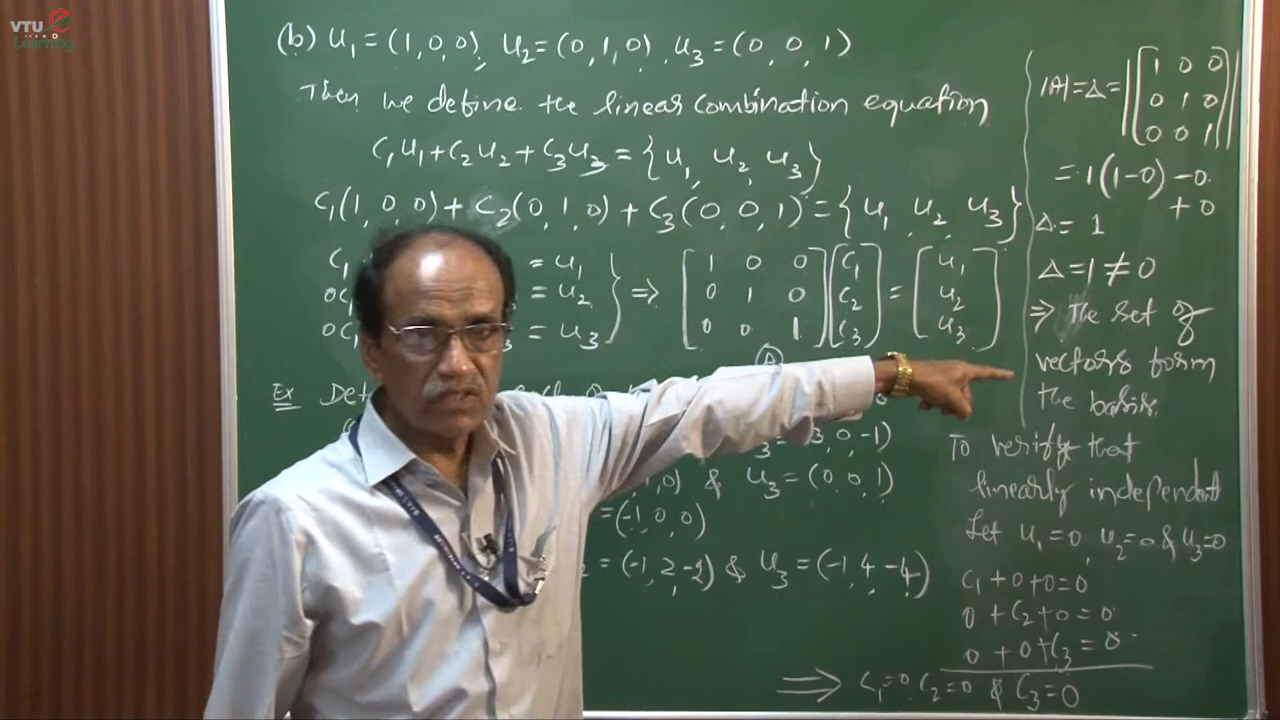 VTU e
Learning
(b) u₁ = (1, 0, 0), u₂ = (0, 1, 0), u₃ = (0, 0, 1)
Then we define the linear combination equation
c₁u₁ + c₂u₂ + c₃u₃ = {u₁, u₂, u₃}
c₁(1, 0, 0) + c₂(0, 1, 0) + c₃(0, 0, 1) = {u₁, u₂, u₃}
c₁ = u₁ } ⇒ [1 0 0] [c₁] = [u₁]
0c₁ = u₂ [0 1 0] [c₂] [u₂]
0c₁ = u₃ [0 0 1] [c₃] [u₃]
A
Ex
3 = (3, 0, -1)
1, 0) & u₃ = (0, 0, 1)
= (-1, 0, 0)
= (-1, 2, -2) & u₃ = (-1, 4, -4)
|A| = Δ = |[1 0 0]|
|[0 1 0]|
|[0 0 1]|
= 1(1-0) - 0
+ 0
Δ = 1
Δ = 1 ≠ 0
⇒ The set of
vectors form
the basis.
To verify that
linearly independent
Let u₁ = 0, u₂ = 0 & u₃ = 0
c₁ + 0 + 0 = 0
0 + c₂ + 0 = 0
0 + 0 + c₃ = 0
⇒ c₁ = 0, c₂ = 0 & c₃ = 0